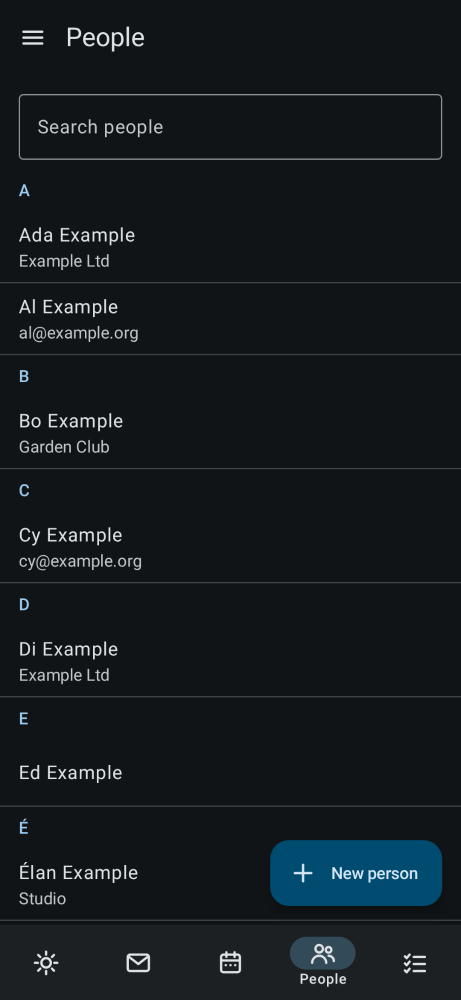 People
Search people
A
Ada Example
Example Ltd
Al Example
al@example.org
B
Bo Example
Garden Club
C
Cy Example
cy@example.org
D
Di Example
Example Ltd
E
Ed Example
É
Élan Example
Studio
New person
People